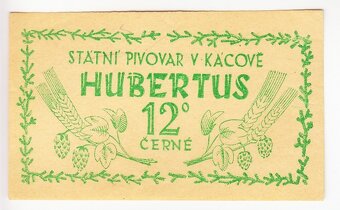 STÁTNÍ PIVOVAR V KÁCOVĚ
HUBERTUS
12°
ČERNÉ